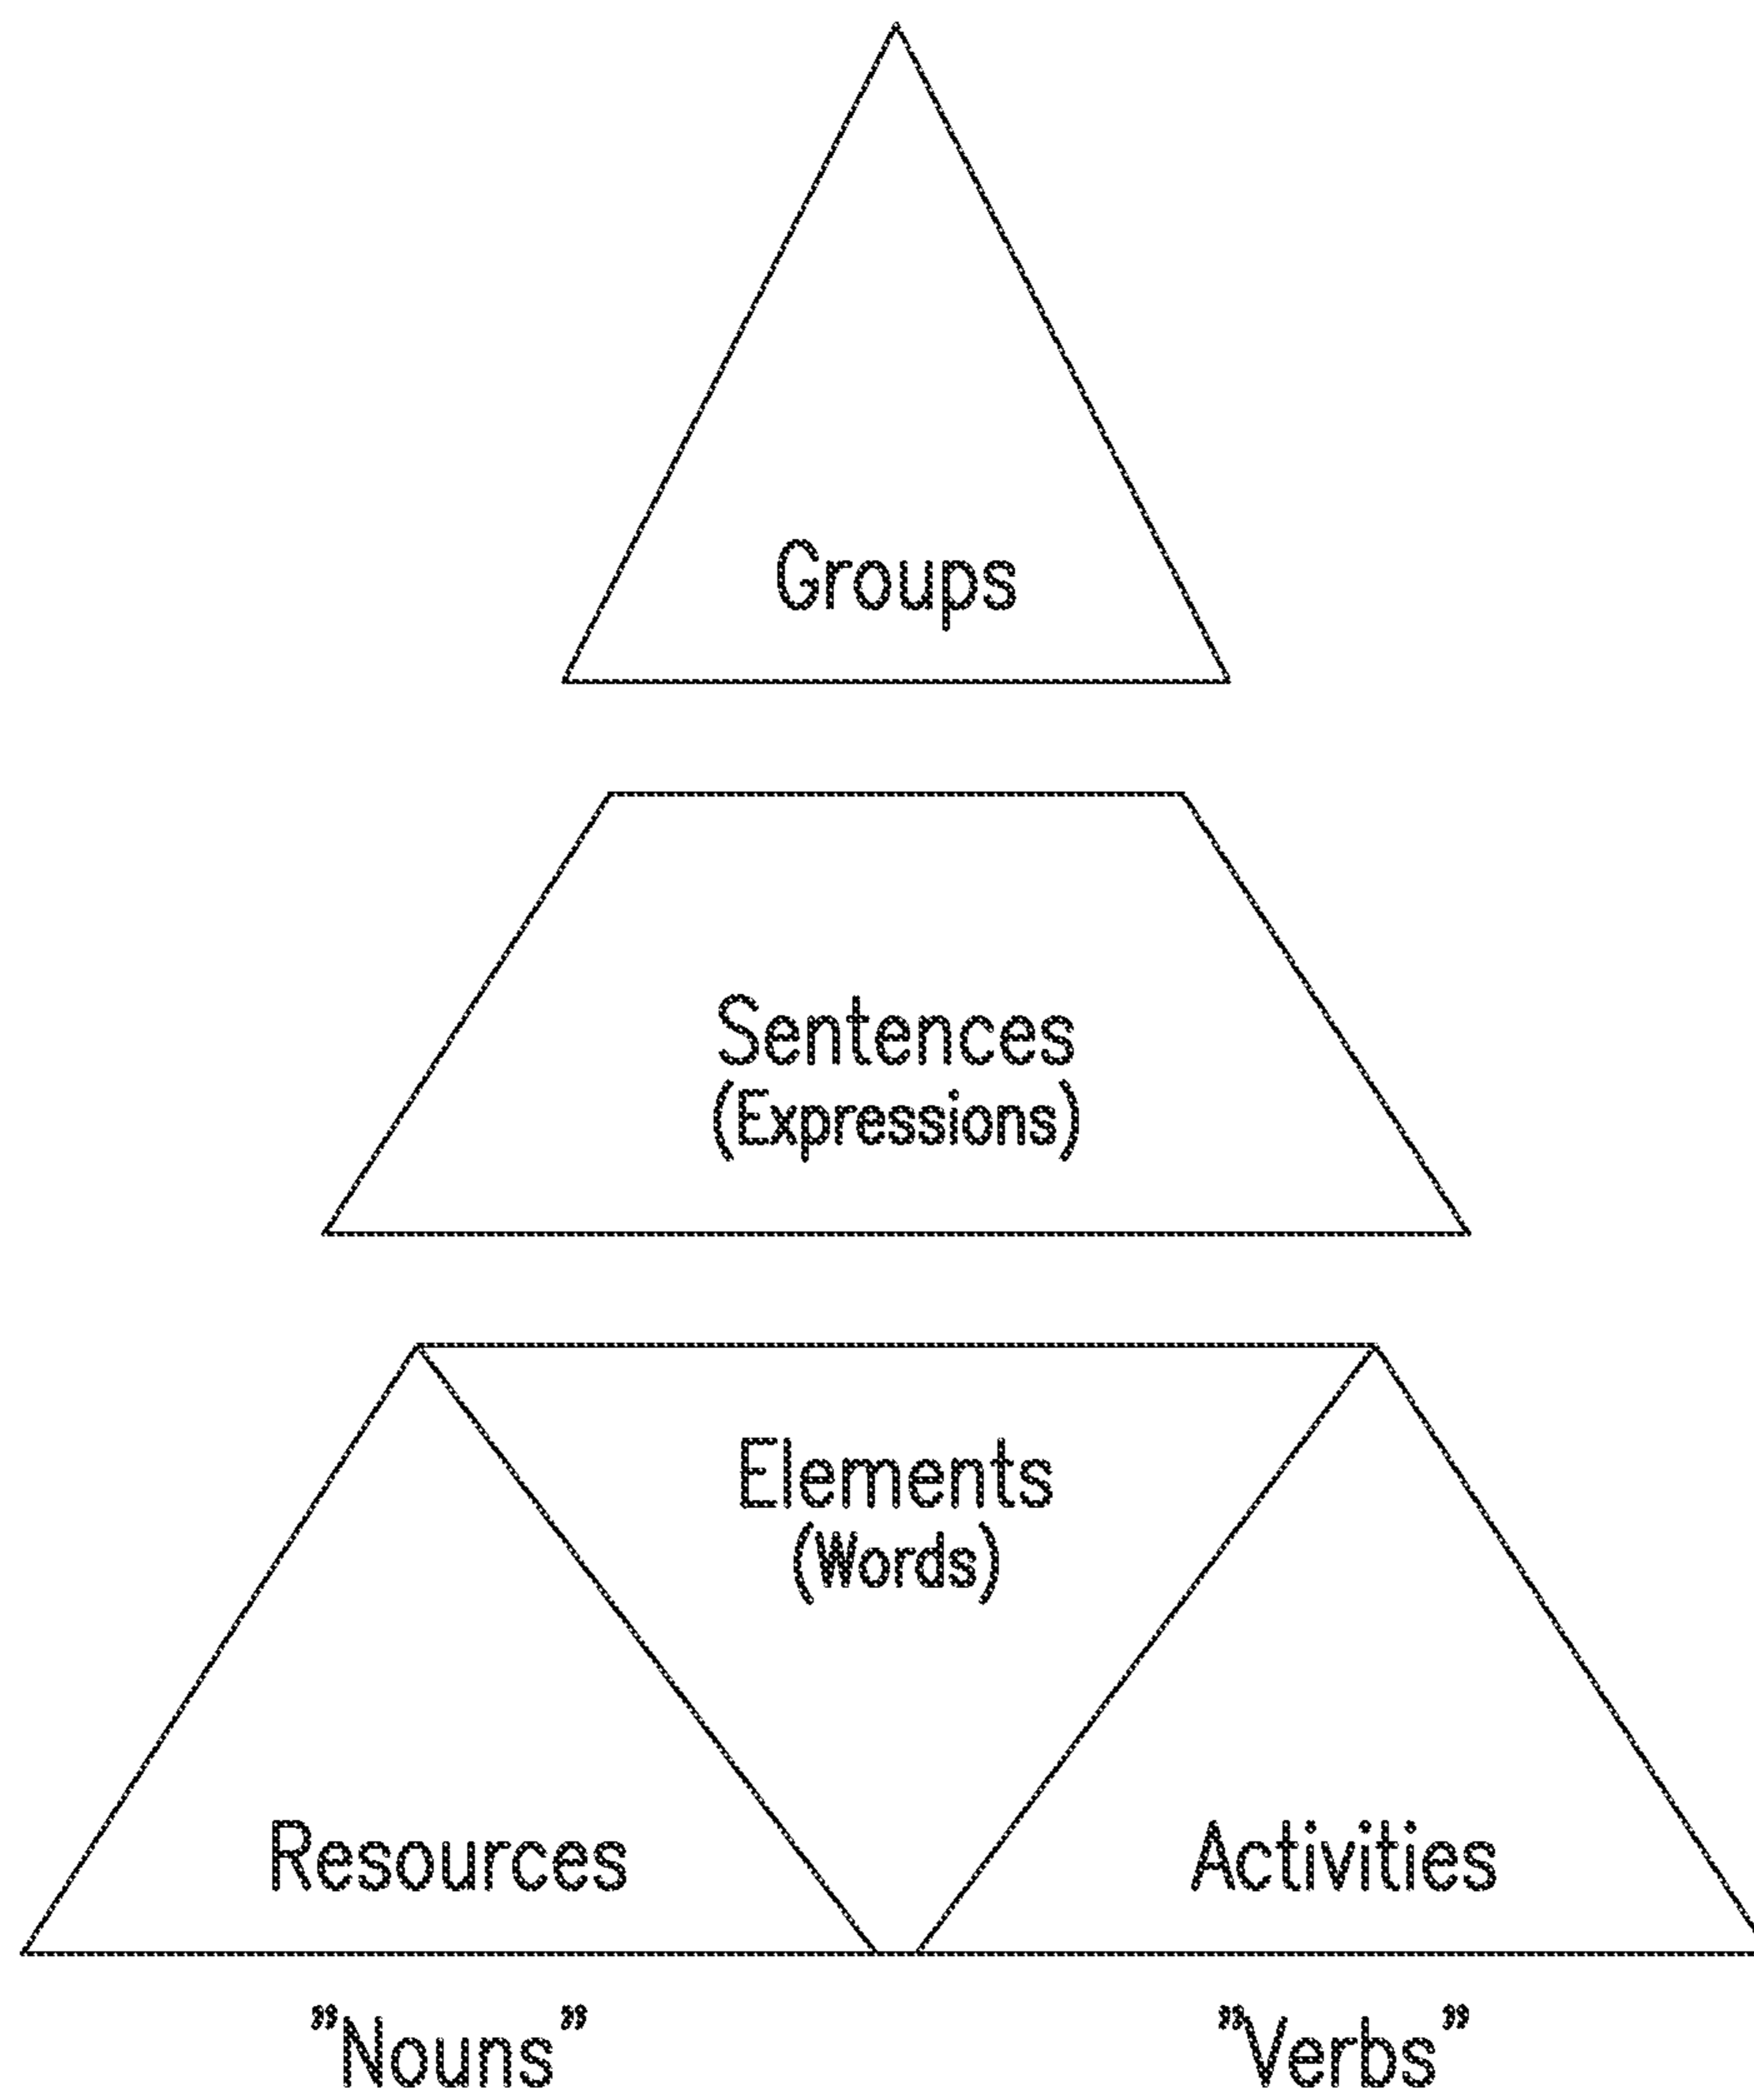 Groups
Sentences
(Expressions)
Elements
(Words)
Resources
Activities
”Nouns”
”Verbs”